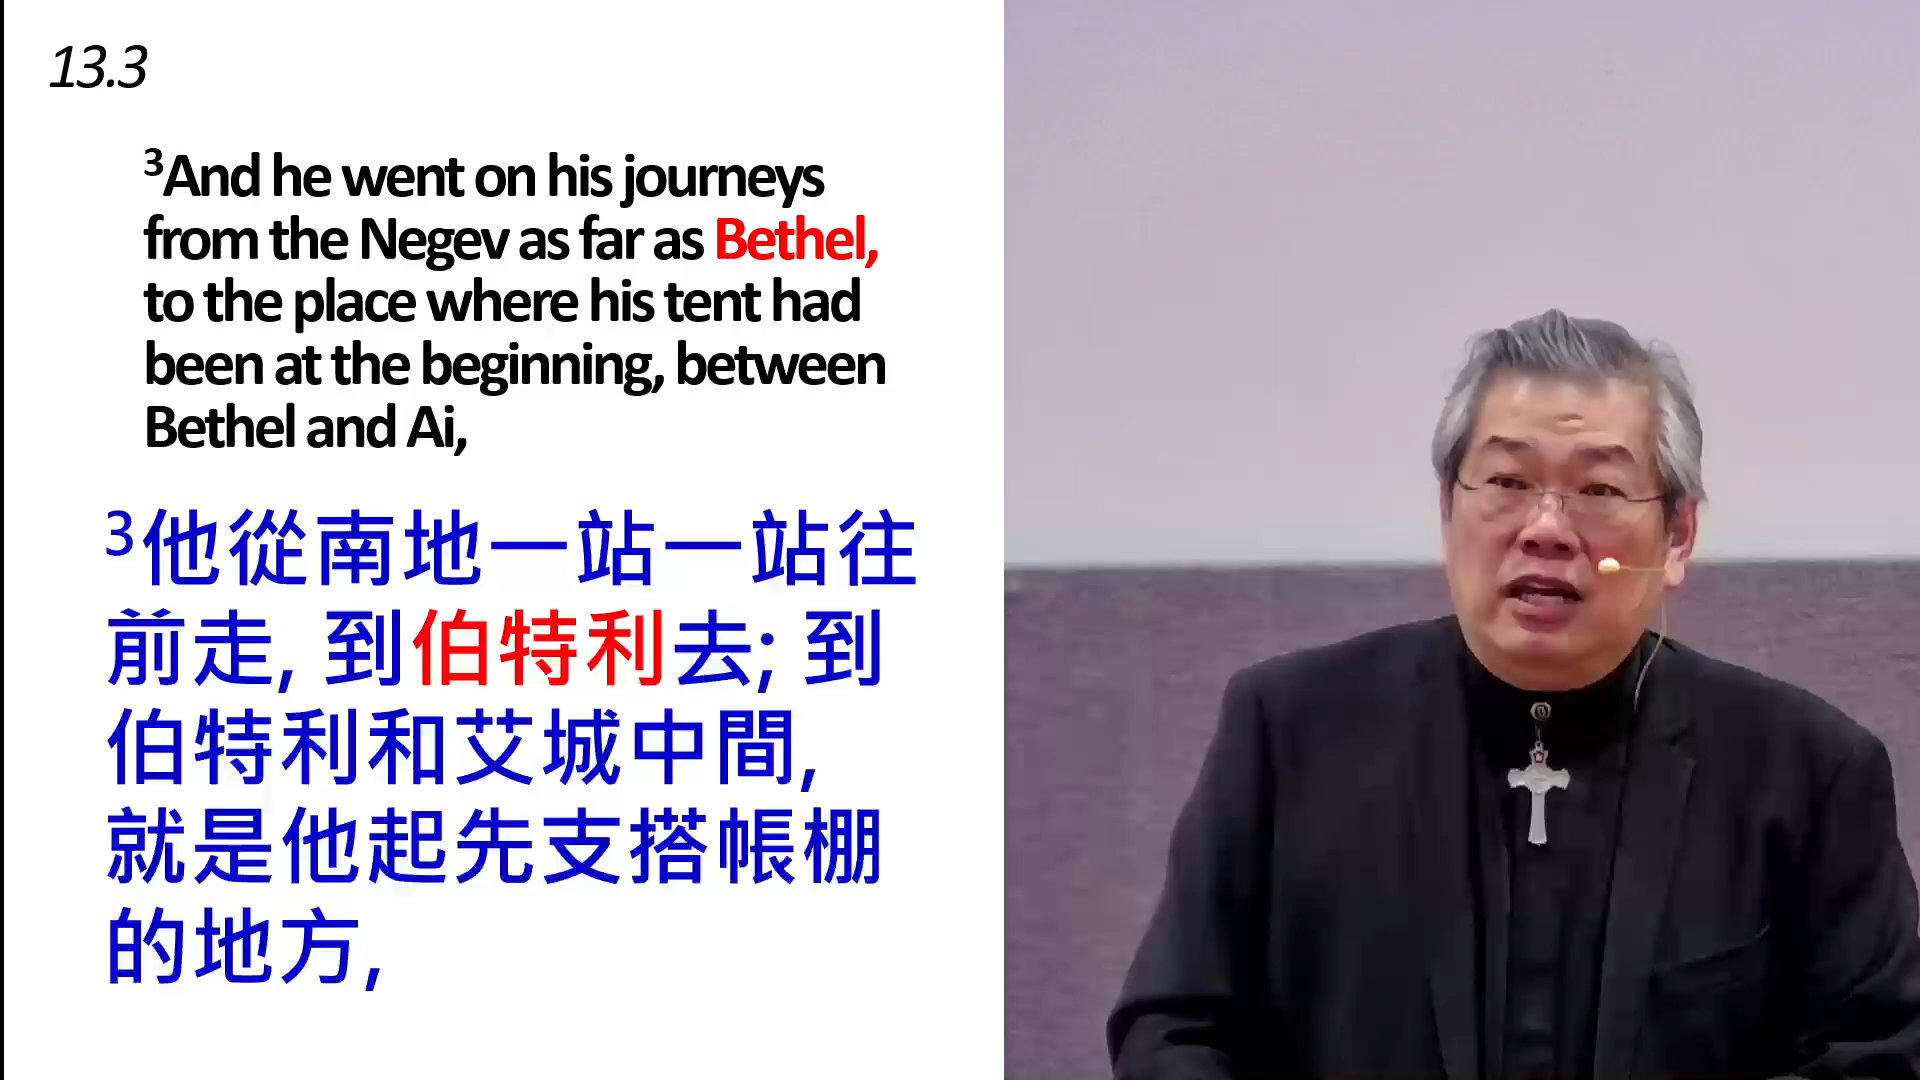 13.3
³And he went on his journeys
from the Negev as far as Bethel,
to the place where his tent had
been at the beginning, between
Bethel and Ai,
³他從南地一站一站往
前走, 到伯特利去; 到
伯特利和艾城中間,
就是他起先支搭帳棚
的地方,